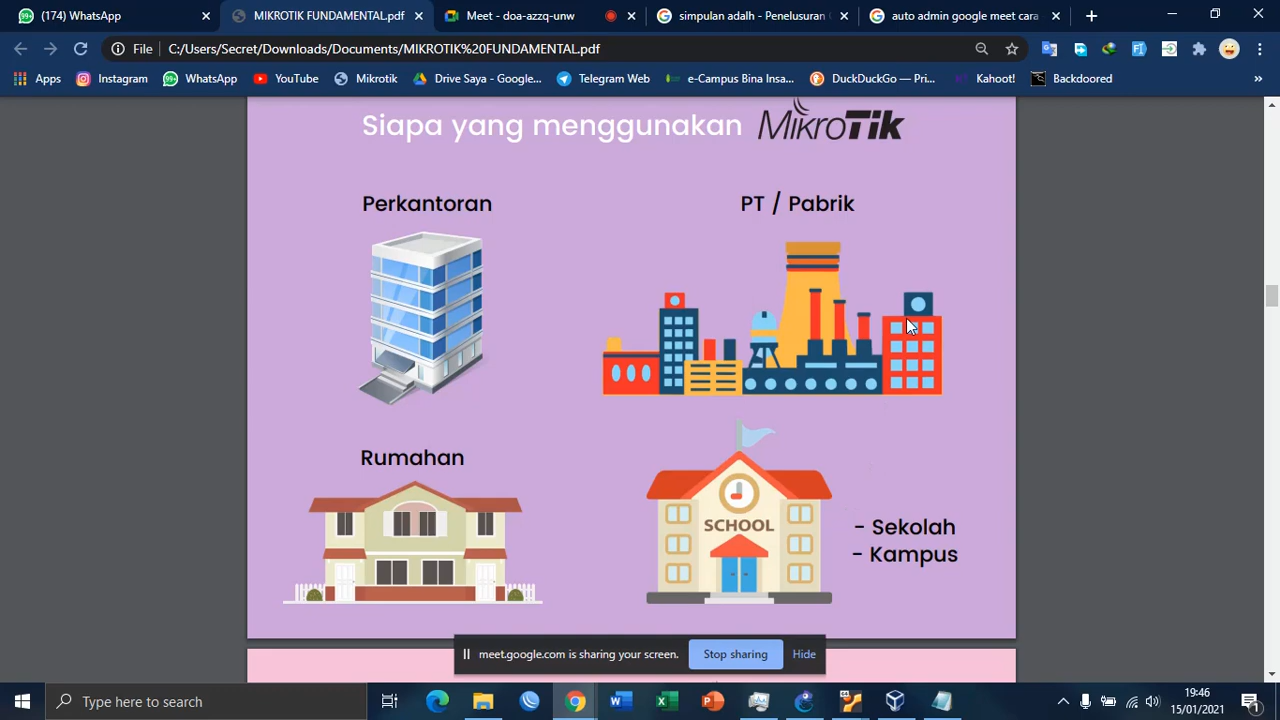 (174) WhatsApp
MIKROTIK FUNDAMENTAL.pdf
Meet - doa-azzq-unw
simpulan adalh - Penelusuran G
auto admin google meet cara
File
C:/Users/Secret/Downloads/Documents/MIKROTIK%20FUNDAMENTAL.pdf
Apps
Instagram
99+
WhatsApp
YouTube
Mikrotik
Drive Saya - Google...
Telegram Web
e-Campus Bina Insa...
DuckDuckGo — Pri...
Kahoot!
Backdoored
Siapa yang menggunakan MikroTik
Perkantoran
PT / Pabrik
Rumahan
SCHOOL
- Sekolah
- Kampus
meet.google.com is sharing your screen.
Stop sharing
Hide
Type here to search
19:46
15/01/2021